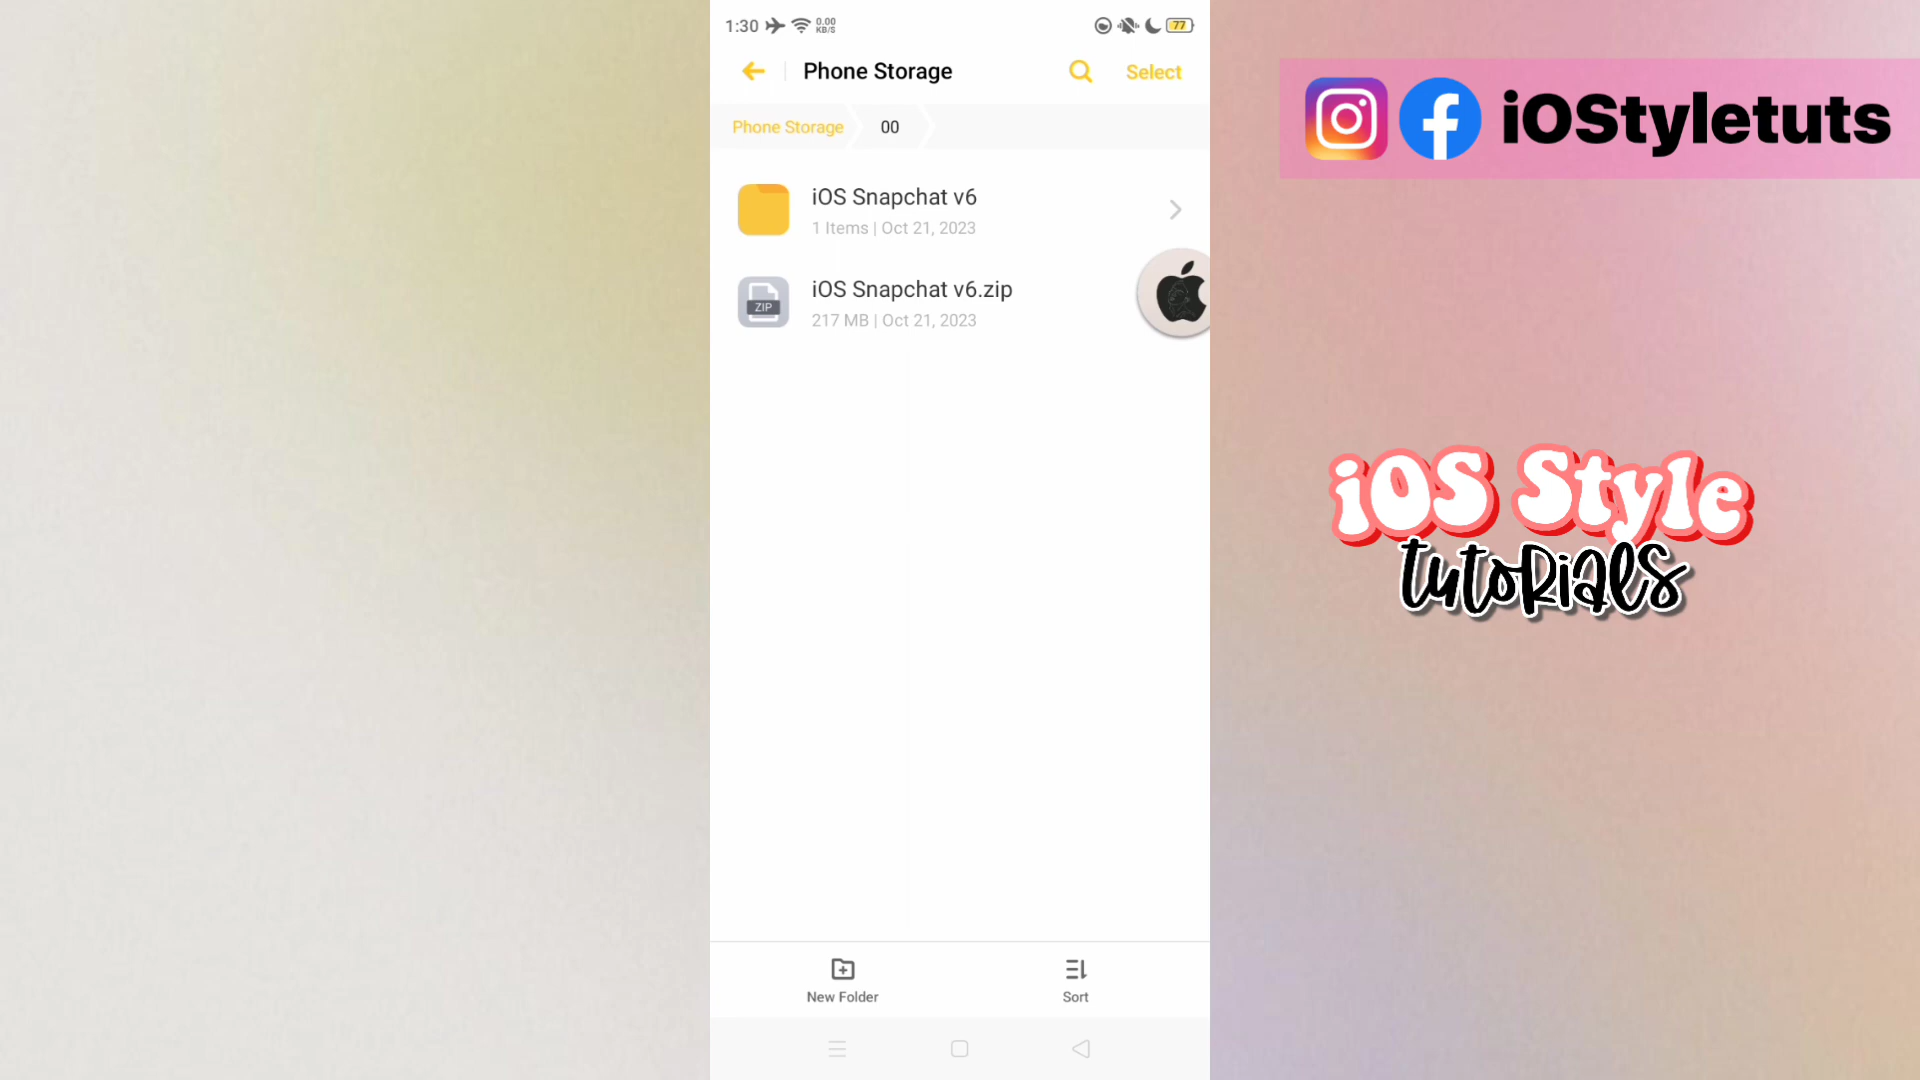 1:30 0.00 KB/S 77
Phone Storage Select
Phone Storage 00
iOS Snapchat v6
1 Items | Oct 21, 2023
iOS Snapchat v6.zip
217 MB | Oct 21, 2023
ZIP
New Folder Sort
iOStyletuts
iOS Style
tutorials